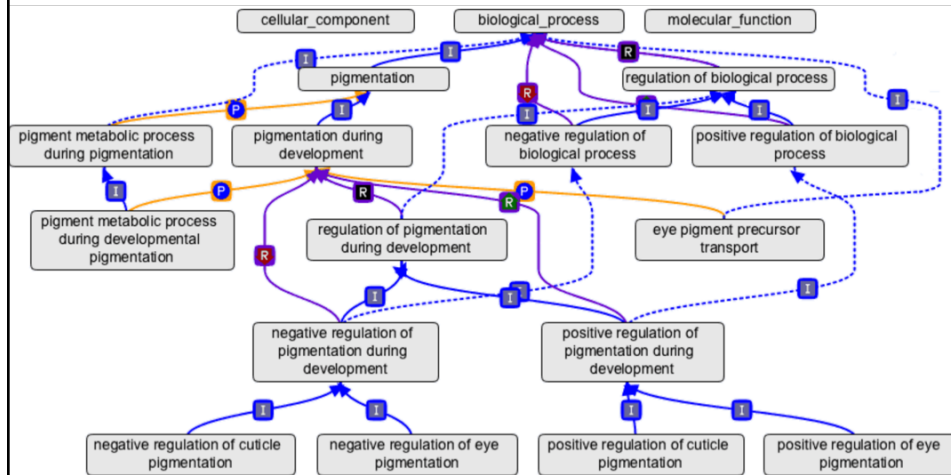 cellular_component
biological_process
molecular_function
I
I
R
pigmentation
regulation of biological process
R
I
P
I
I
I
I
pigment metabolic process
during pigmentation
pigmentation during
development
negative regulation of
biological process
positive regulation of biological
process
I
P
R
P
R
pigment metabolic process
during developmental
pigmentation
regulation of pigmentation
during development
eye pigment precursor
transport
R
I
I
I
I
negative regulation of
pigmentation during
development
positive regulation of
pigmentation during
development
I
I
I
I
negative regulation of cuticle
pigmentation
negative regulation of eye
pigmentation
positive regulation of cuticle
pigmentation
positive regulation of eye
pigmentation